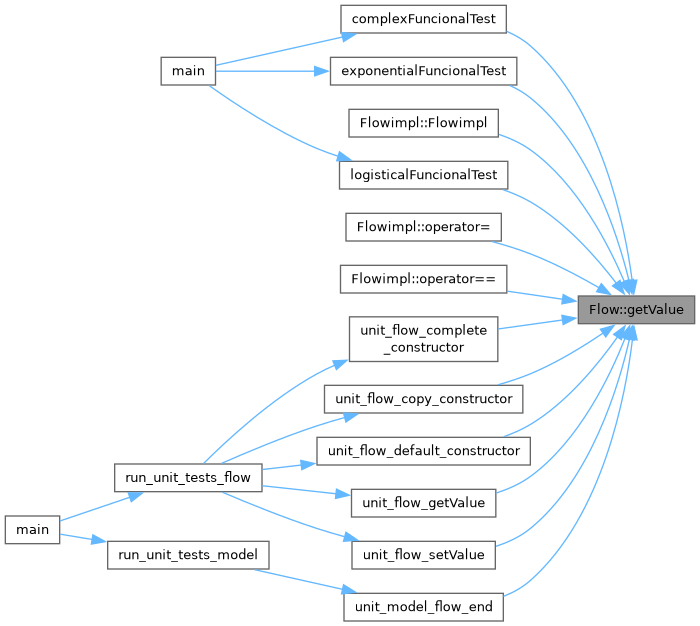 complexFuncionalTest
main
exponentialFuncionalTest
Flowimpl::Flowimpl
logisticalFuncionalTest
Flowimpl::operator=
Flowimpl::operator==
Flow::getValue
unit_flow_complete
_constructor
unit_flow_copy_constructor
unit_flow_default_constructor
run_unit_tests_flow
unit_flow_getValue
main
unit_flow_setValue
run_unit_tests_model
unit_model_flow_end